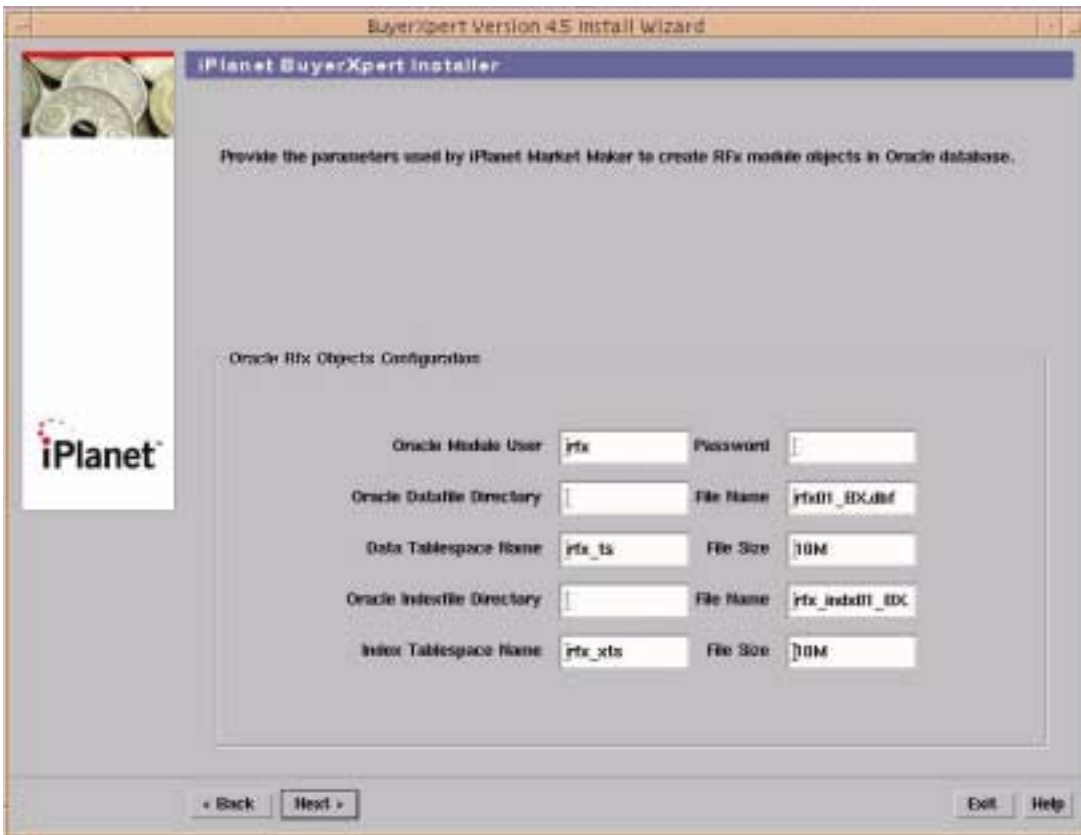 BuyerXpert Version 4.5 Install Wizard
iPlanet BuyerXpert Installer
Provide the parameters used by iPlanet Market Maker to create RFx module objects in Oracle database.
iPlanet
Oracle Rfx Objects Configuration
Oracle Module User irfx Password
Oracle Datafile Directory File Name irfx01_BX.dbf
Data Tablespace Name irfx_ts File Size 10M
Oracle Indexfile Directory File Name irfx_indx01_BX.
Index Tablespace Name irfx_xts File Size 10M
< Back Next > Exit Help